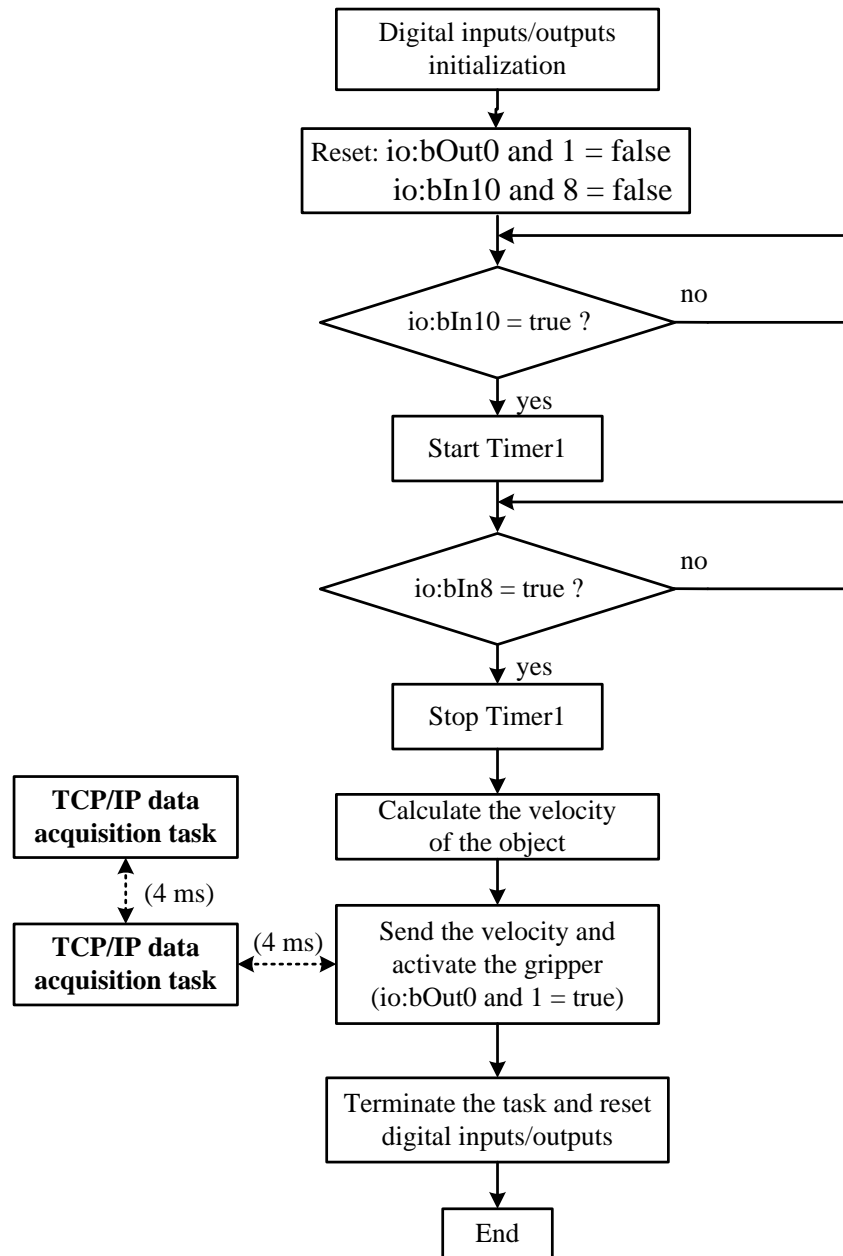 Digital inputs/outputs
initialization
Reset: io:bOut0 and 1 = false
io:bIn10 and 8 = false
io:bIn10 = true ?
no
yes
Start Timer1
io:bIn8 = true ?
no
yes
Stop Timer1
Calculate the velocity
of the object
TCP/IP data
acquisition task
(4 ms)
TCP/IP data
acquisition task
(4 ms)
Send the velocity and
activate the gripper
(io:bOut0 and 1 = true)
Terminate the task and reset
digital inputs/outputs
End